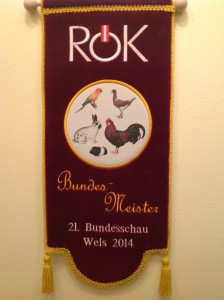 RÖK
Bundes-
Meister
21. Bundesschau
Wels 2014